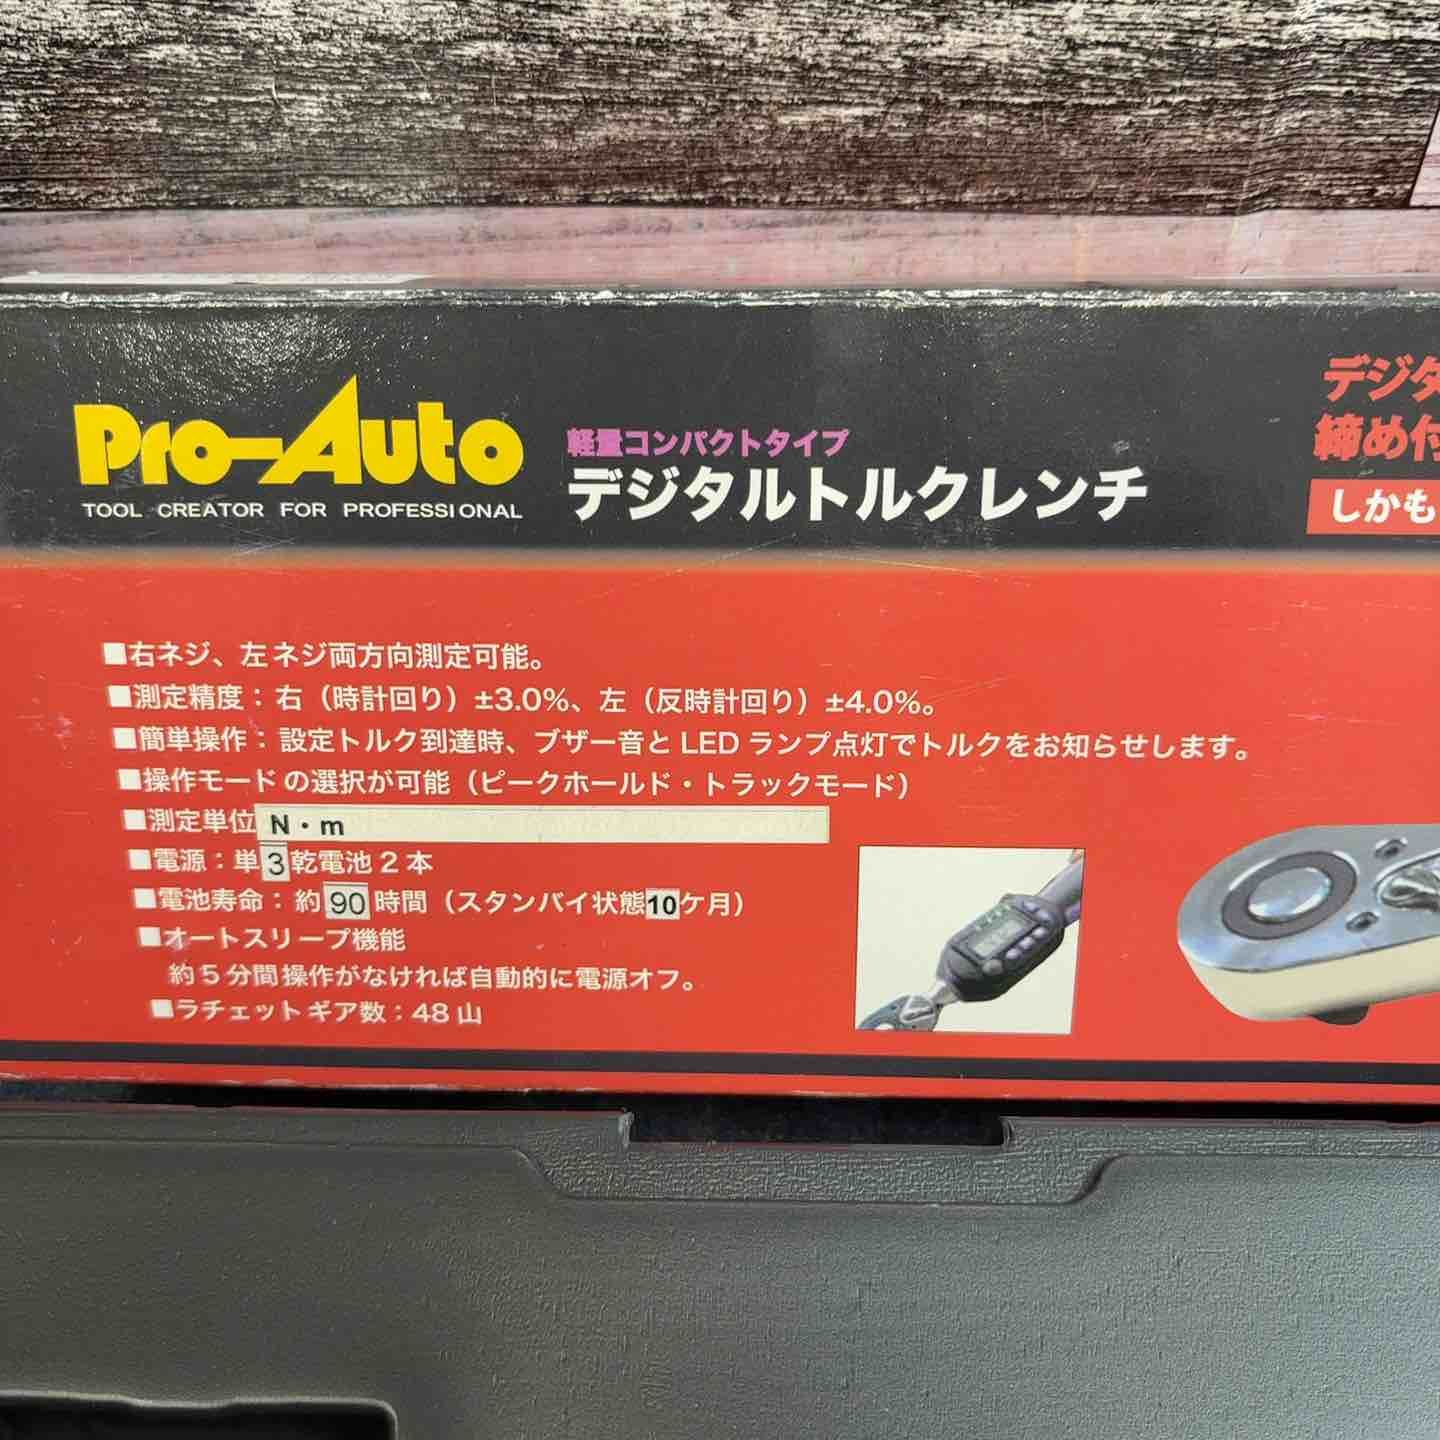 Pro-Auto
TOOL CREATOR FOR PROFESSIONAL
軽量コンパクトタイプ
デジタルトルクレンチ
デジタ
締め付
しかも
■右ネジ、左ネジ両方向測定可能。
■測定精度：右（時計回り）±3.0%、左（反時計回り）±4.0%。
■簡単操作：設定トルク到達時、ブザー音と LED ランプ点灯でトルクをお知らせします。
■操作モードの選択が可能（ピークホールド・トラックモード）
■測定単位 N・m
■電源：単3乾電池2本
■電池寿命：約90時間（スタンバイ状態10ケ月）
■オートスリープ機能
約5分間操作がなければ自動的に電源オフ。
■ラチェットギア数：48山